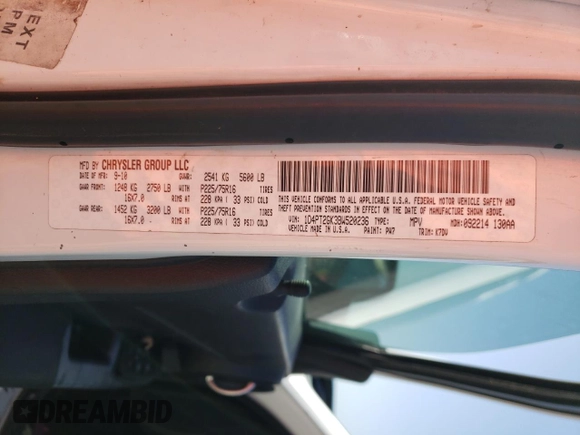 EXT
PM
MFD BY CHRYSLER GROUP LLC
DATE OF MFR: 9-10 GVWR: 2541 KG 5600 LB
GAWR FRONT: 1248 KG 2750 LB WITH P225/75R16 TIRES
16X7.0 RIMS AT 228 KPA ( 33 PSI) COLD
GAWR REAR: 1452 KG 3200 LB WITH P225/75R16 TIRES
16X7.0 RIMS AT 228 KPA ( 33 PSI) COLD
THIS VEHICLE CONFORMS TO ALL APPLICABLE U.S.A. FEDERAL MOTOR VEHICLE
SAFETY STANDARDS IN EFFECT ON THE DATE OF MANUFACTURE SHOWN ABOVE.
VIN: 1D4PT2GK3BW520236 TYPE: MPV MDH: 092214 130AA
VEHICLE MADE IN U.S.A. PAINT: PW7 TRIM: K7DV
DREAMBID